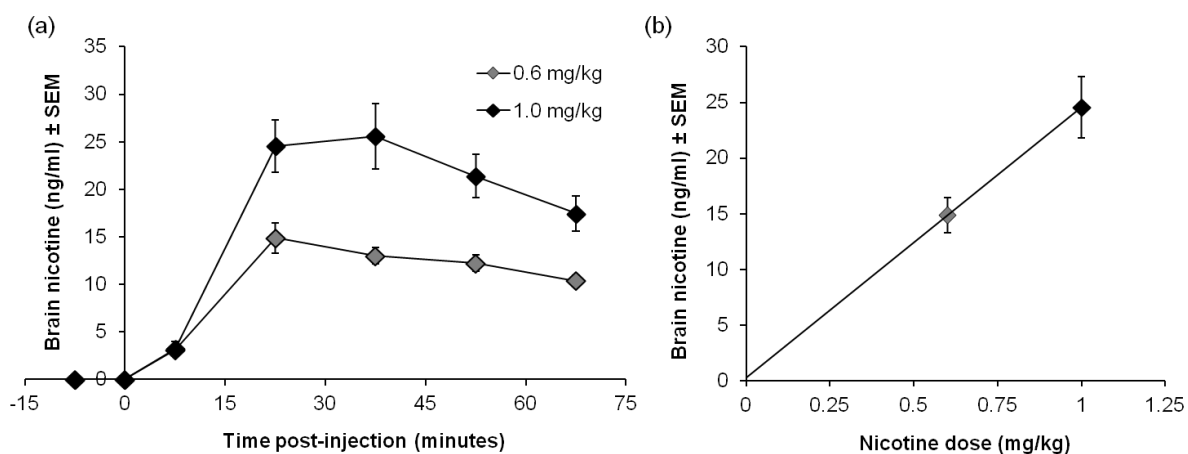 (a)
35
30
25
20
15
10
5
0
-15 0 15 30 45 60 75
Brain nicotine (ng/ml) ± SEM
Time post-injection (minutes)
0.6 mg/kg
1.0 mg/kg
(b)
30
25
20
15
10
5
0
0 0.25 0.5 0.75 1 1.25
Brain nicotine (ng/ml) ± SEM
Nicotine dose (mg/kg)